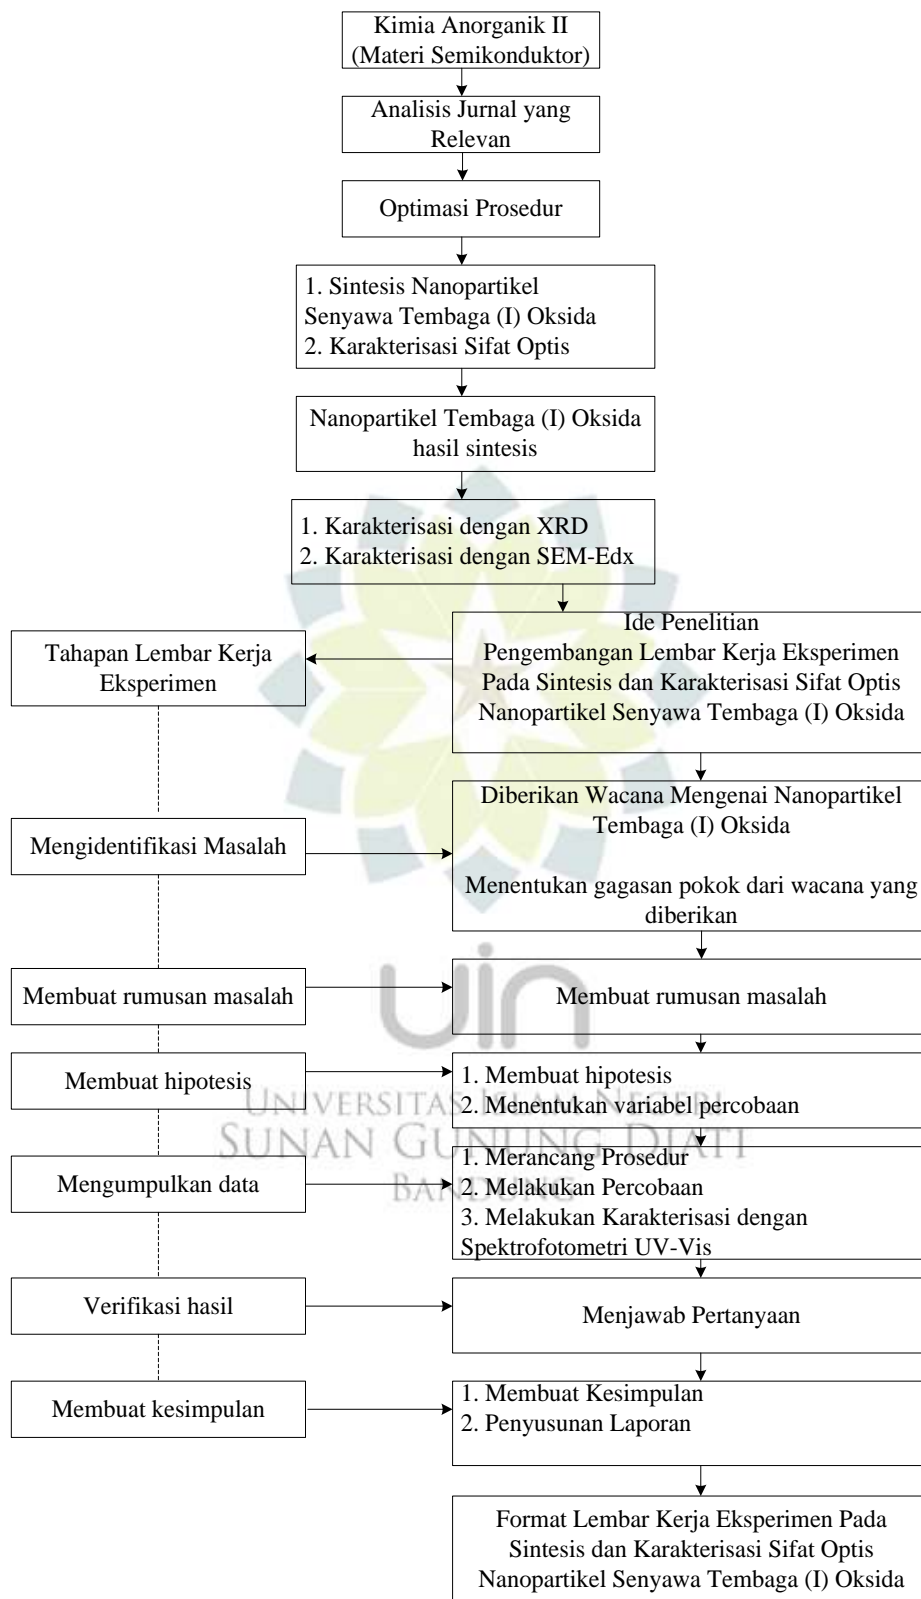 Kimia Anorganik II
(Materi Semikonduktor)
Analisis Jurnal yang
Relevan
Optimasi Prosedur
1. Sintesis Nanopartikel
Senyawa Tembaga (I) Oksida
2. Karakterisasi Sifat Optis
Nanopartikel Tembaga (I) Oksida
hasil sintesis
1. Karakterisasi dengan XRD
2. Karakterisasi dengan SEM-Edx
Ide Penelitian
Pengembangan Lembar Kerja Eksperimen
Pada Sintesis dan Karakterisasi Sifat Optis
Nanopartikel Senyawa Tembaga (I) Oksida
Tahapan Lembar Kerja
Eksperimen
Diberikan Wacana Mengenai Nanopartikel
Tembaga (I) Oksida
Menentukan gagasan pokok dari wacana yang
diberikan
Mengidentifikasi Masalah
uin
Membuat rumusan masalah
Membuat rumusan masalah
Membuat hipotesis
1. Membuat hipotesis
2. Menentukan variabel percobaan
UNIVERSITAS ISLAM NEGERI
SUNAN GUNUNG DJATI
BANDUNG
Mengumpulkan data
1. Merancang Prosedur
2. Melakukan Percobaan
3. Melakukan Karakterisasi dengan
Spektrofotometri UV-Vis
Verifikasi hasil
Menjawab Pertanyaan
Membuat kesimpulan
1. Membuat Kesimpulan
2. Penyusunan Laporan
Format Lembar Kerja Eksperimen Pada
Sintesis dan Karakterisasi Sifat Optis
Nanopartikel Senyawa Tembaga (I) Oksida